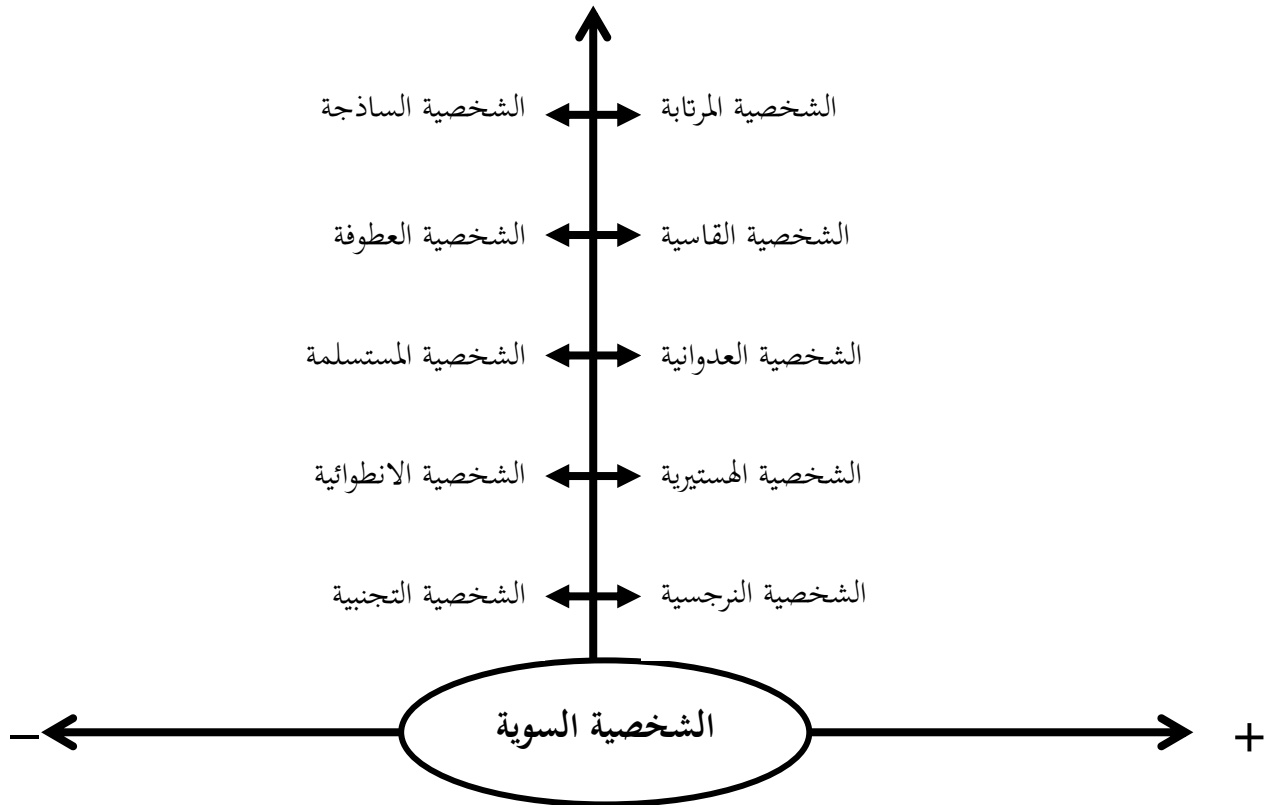 الشخصية المرتابة الشخصية الساذجة
الشخصية القاسية الشخصية العطوفة
الشخصية العدوانية الشخصية المستسلمة
الشخصية الهستيرية الشخصية الانطوائية
الشخصية النرجسية الشخصية التجنبية
الشخصية السوية
+ –